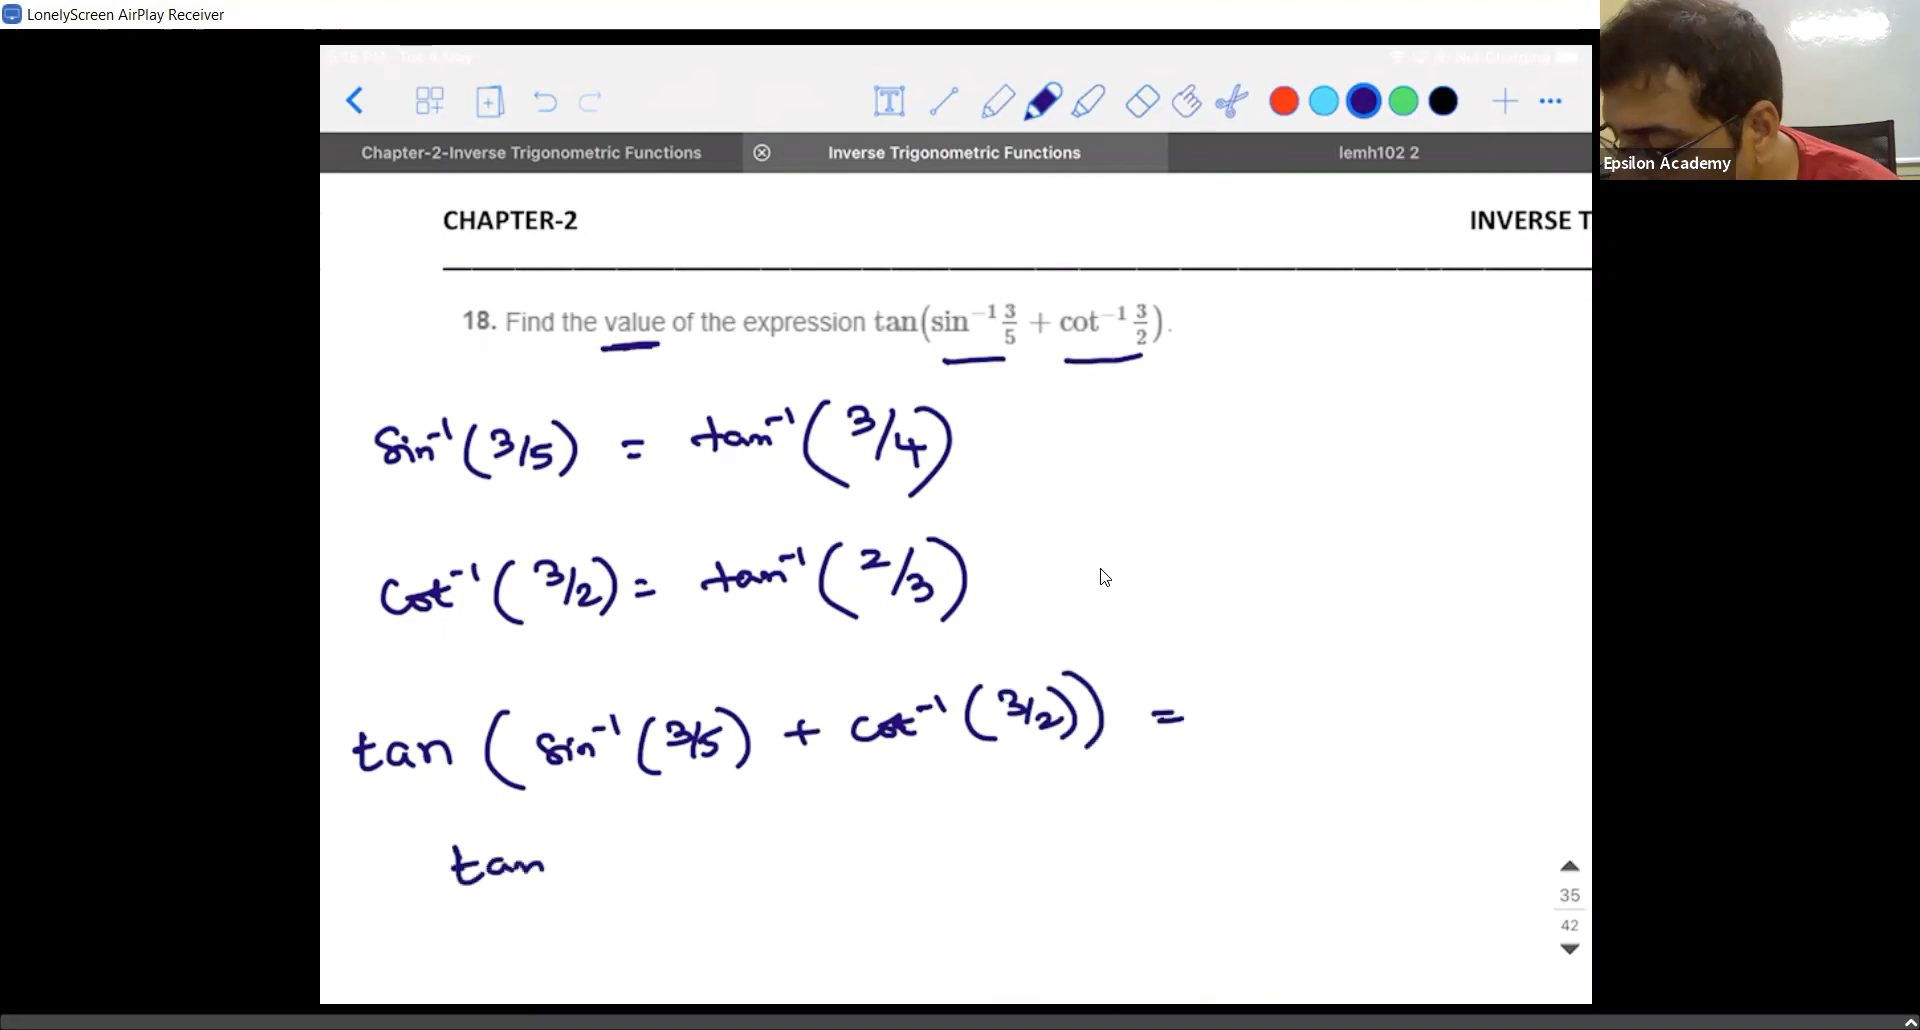 LonelyScreen AirPlay Receiver
Chapter-2-Inverse Trigonometric Functions
Inverse Trigonometric Functions
lemh102 2
Epsilon Academy
CHAPTER-2
INVERSE T
18. Find the value of the expression tan(sin⁻¹ 3/5 + cot⁻¹ 3/2).
sin⁻¹(3/5) = tan⁻¹(3/4)
cot⁻¹(3/2) = tan⁻¹(2/3)
tan (sin⁻¹(3/5) + cot⁻¹(3/2)) =
tan
35
42